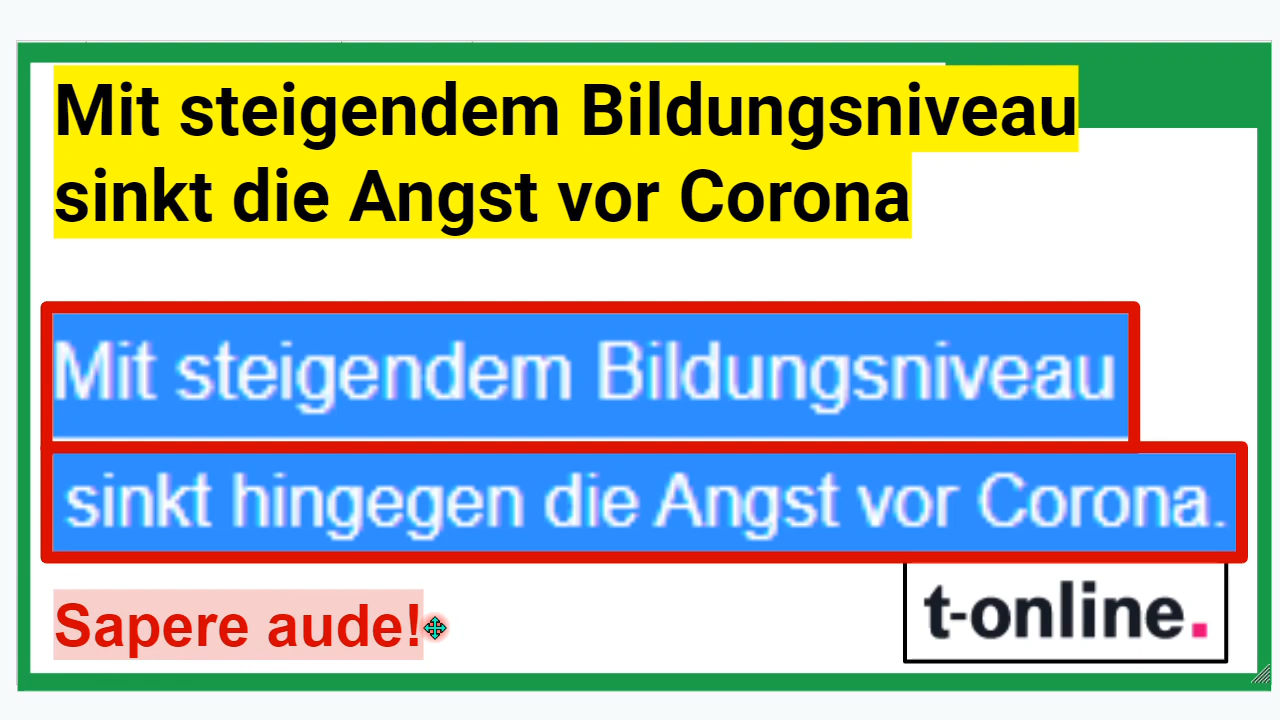 Mit steigendem Bildungsniveau
sinkt die Angst vor Corona
Mit steigendem Bildungsniveau
sinkt hingegen die Angst vor Corona.
Sapere aude!
t-online.